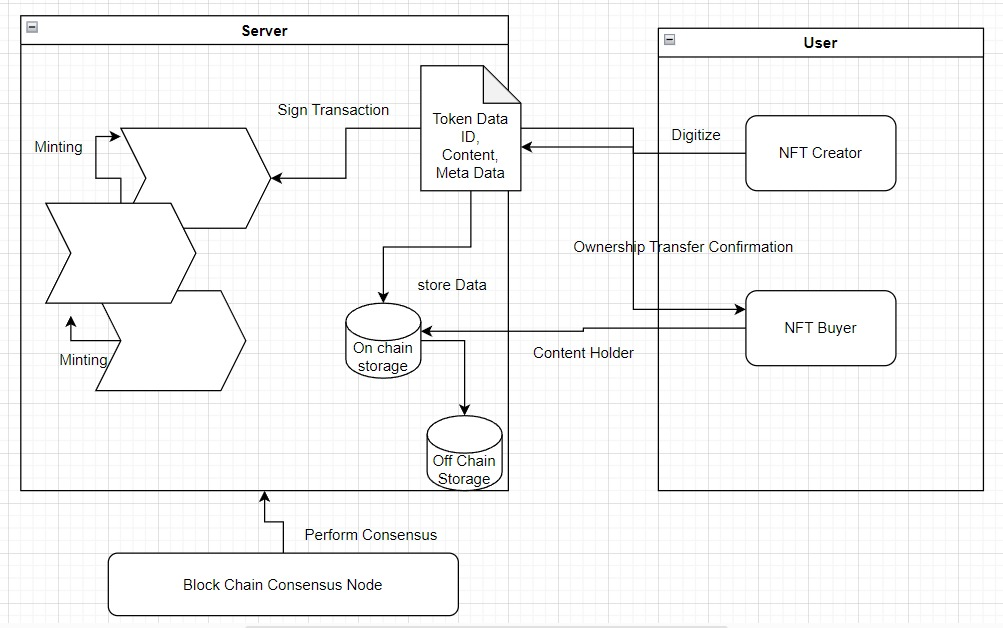 Server
User
Sign Transaction
Token Data
ID,
Content,
Meta Data
Digitize
NFT Creator
Minting
Ownership Transfer Confirmation
store Data
NFT Buyer
On chain
storage
Content Holder
Minting
Off Chain
Storage
Perform Consensus
Block Chain Consensus Node